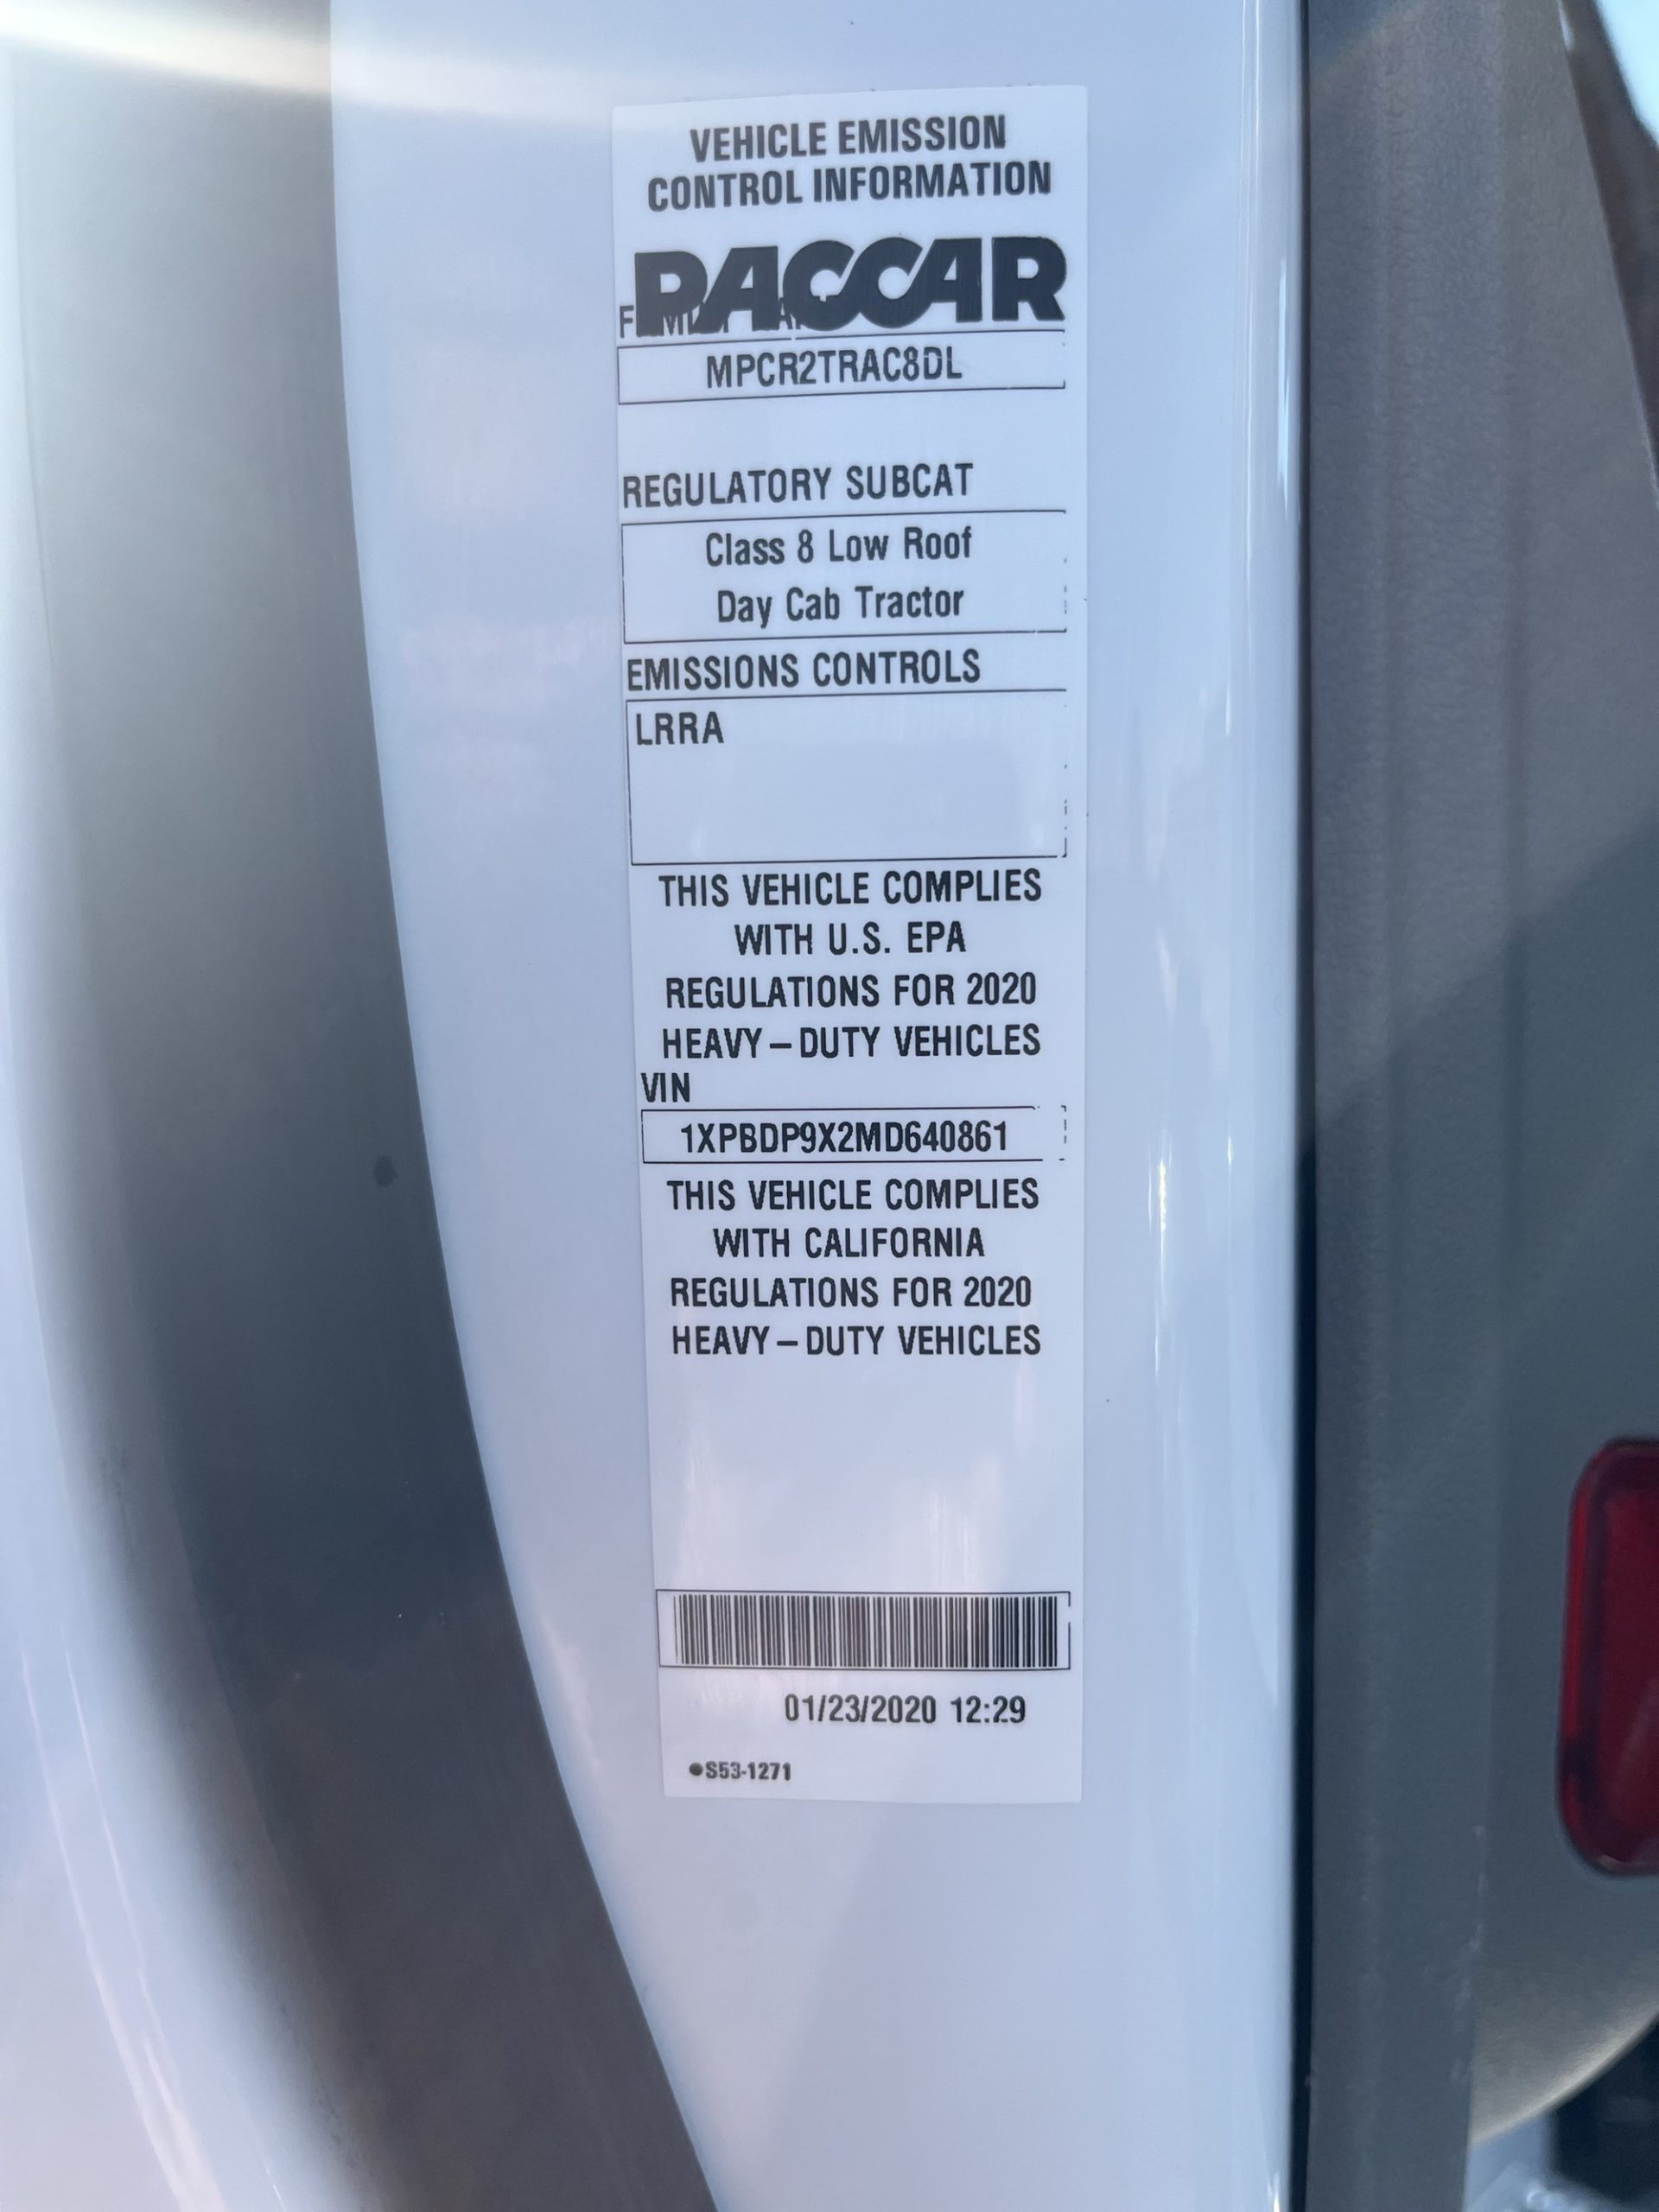 VEHICLE EMISSION
CONTROL INFORMATION
PACCAR
MPCR2TRAC8DL
REGULATORY SUBCAT
Class 8 Low Roof
Day Cab Tractor
EMISSIONS CONTROLS
LRRA
THIS VEHICLE COMPLIES
WITH U.S. EPA
REGULATIONS FOR 2020
HEAVY–DUTY VEHICLES
VIN
1XPBDP9X2MD640861
THIS VEHICLE COMPLIES
WITH CALIFORNIA
REGULATIONS FOR 2020
HEAVY–DUTY VEHICLES
01/23/2020 12:29
●S53-1271